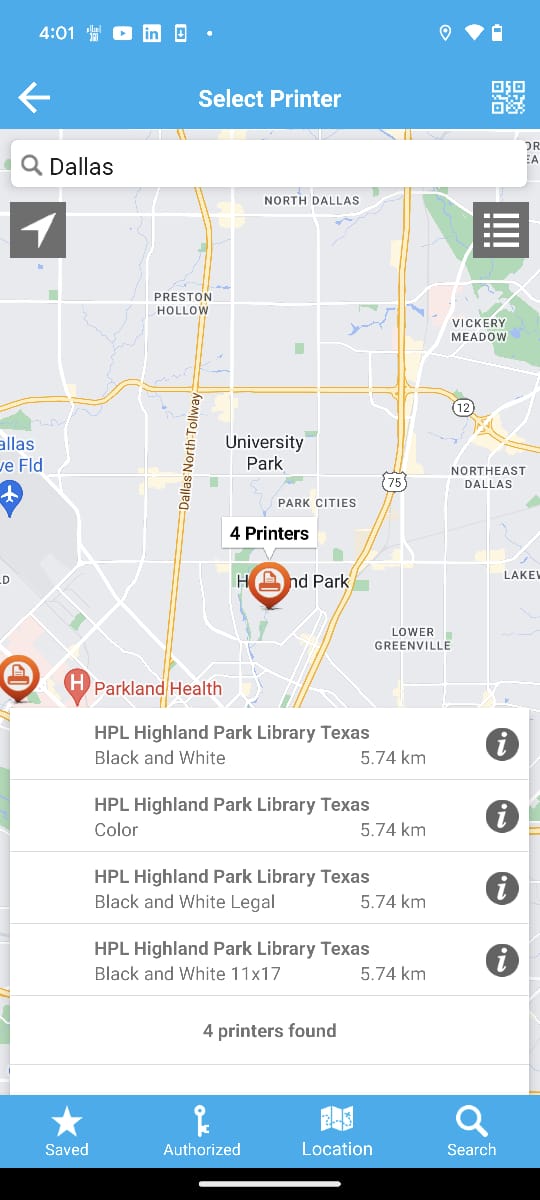 4:01
Select Printer
Dallas
NORTH DALLAS
PRESTON
HOLLOW
VICKERY
MEADOW
12
Dallas North Tollway
University
Park
allas
ve Fld
75
NORTHEAST
DALLAS
PARK CITIES
4 Printers
H nd Park
LAKEW
LOWER
GREENVILLE
H
Parkland Health
HPL Highland Park Library Texas
Black and White 5.74 km
HPL Highland Park Library Texas
Color 5.74 km
HPL Highland Park Library Texas
Black and White Legal 5.74 km
HPL Highland Park Library Texas
Black and White 11x17 5.74 km
4 printers found
Saved Authorized Location Search